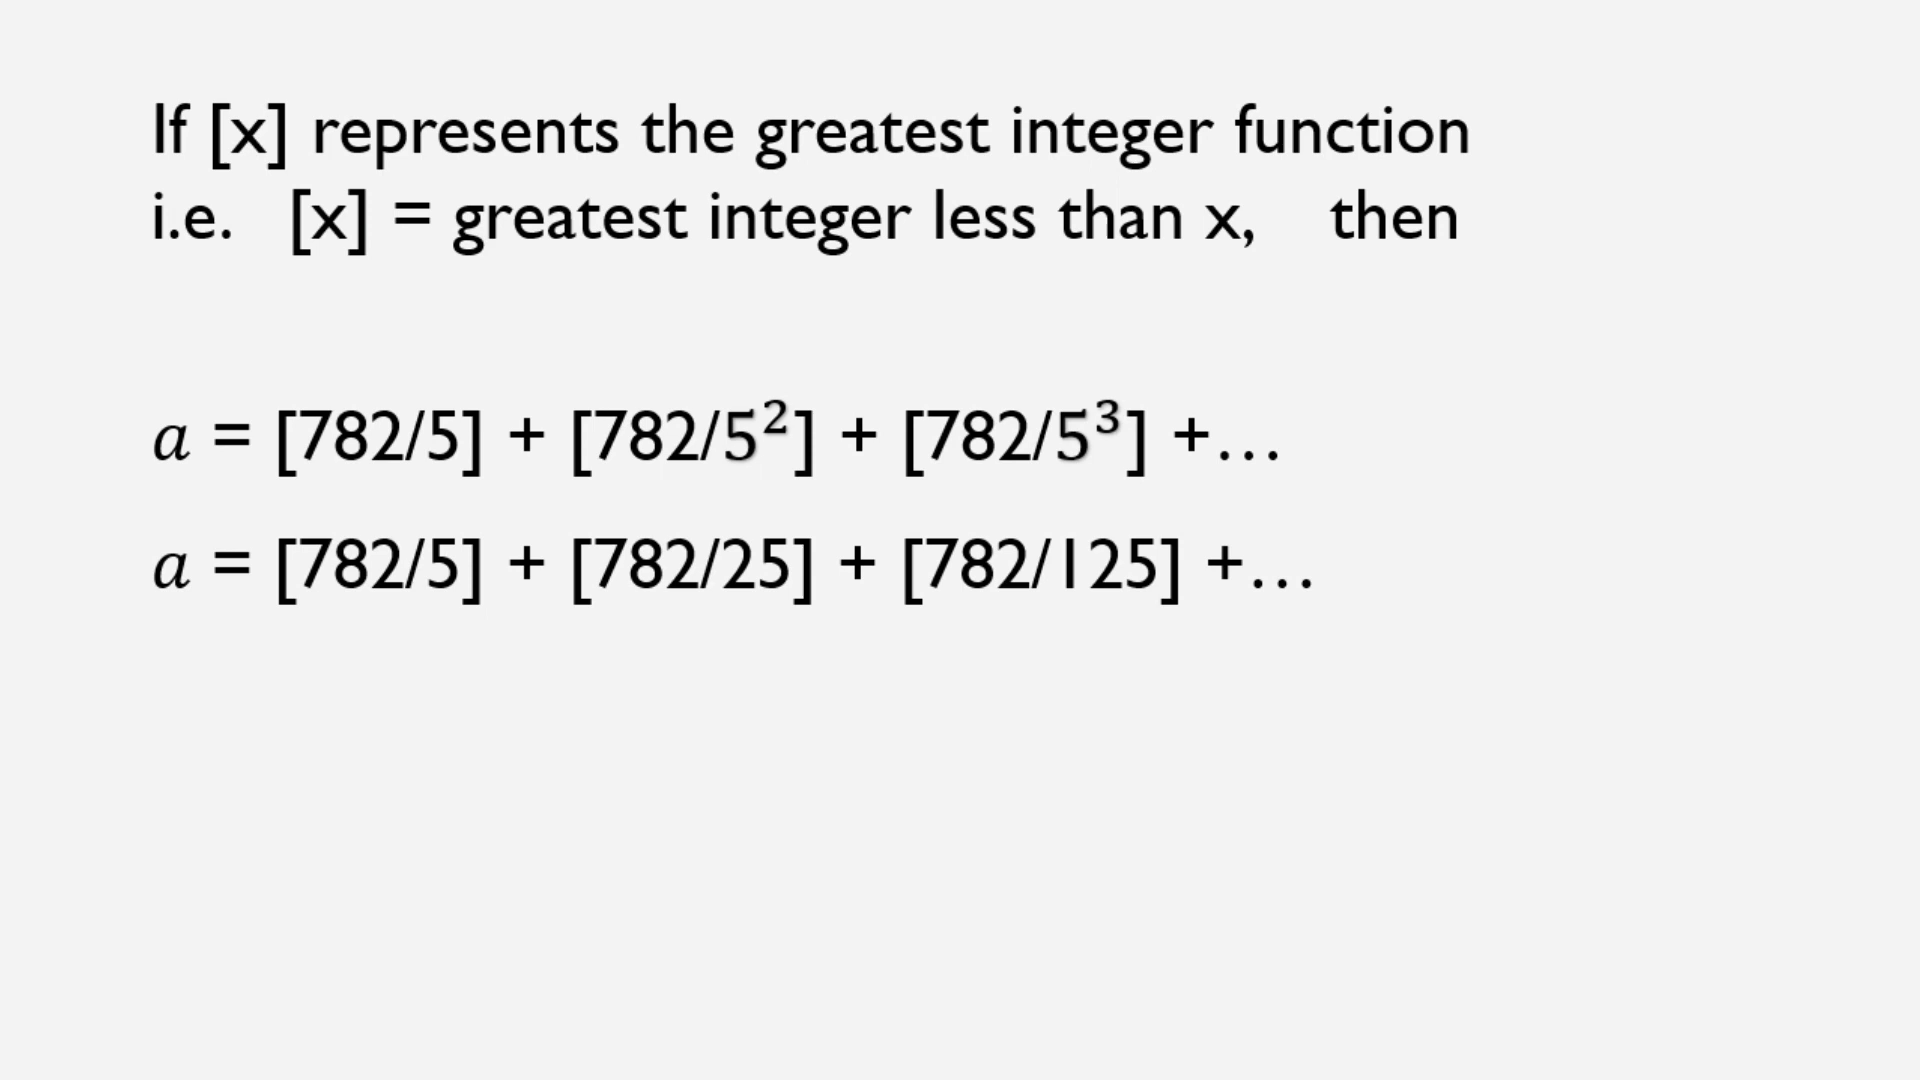 If [x] represents the greatest integer function
i.e. [x] = greatest integer less than x, then
a = [782/5] + [782/5²] + [782/5³] +…
a = [782/5] + [782/25] + [782/125] +…